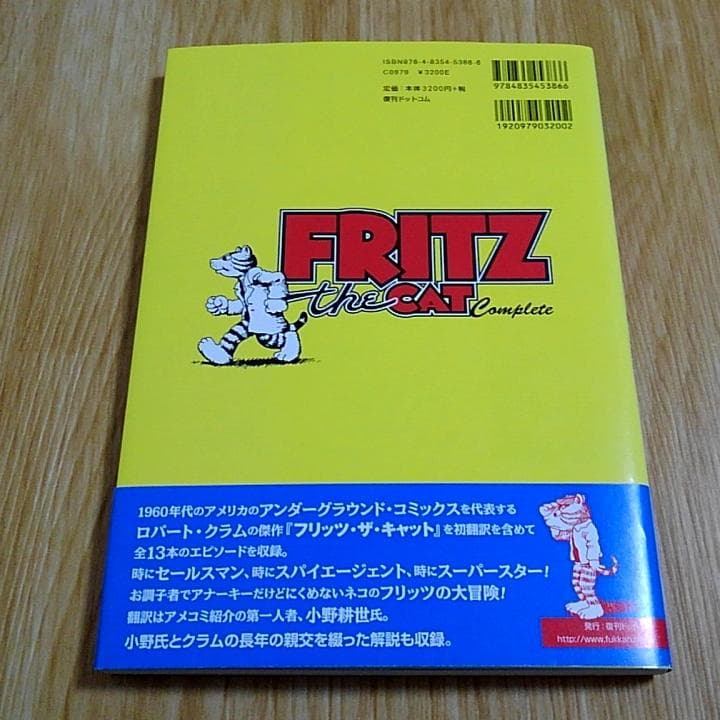 ISBN978-4-8354-5386-6
C0979 ¥3200E
定価:本体3200円+税
復刊ドットコム
9784835453866
1920979032002
FRITZ
the CAT Complete
1960年代のアメリカのアンダーグラウンド・コミックスを代表する
ロバート・クラムの傑作『フリッツ・ザ・キャット』を初翻訳を含めて
全13本のエピソードを収録。
時にセールスマン、時にスパイエージェント、時にスーパースター!
お調子者でアナーキーだけどにくめないネコのフリッツの大冒険!
翻訳はアメコミ紹介の第一人者、小野耕世氏。
小野氏とクラムの長年の親交を綴った解説も収録。
発行:復刊ドット
http://www.fukkan